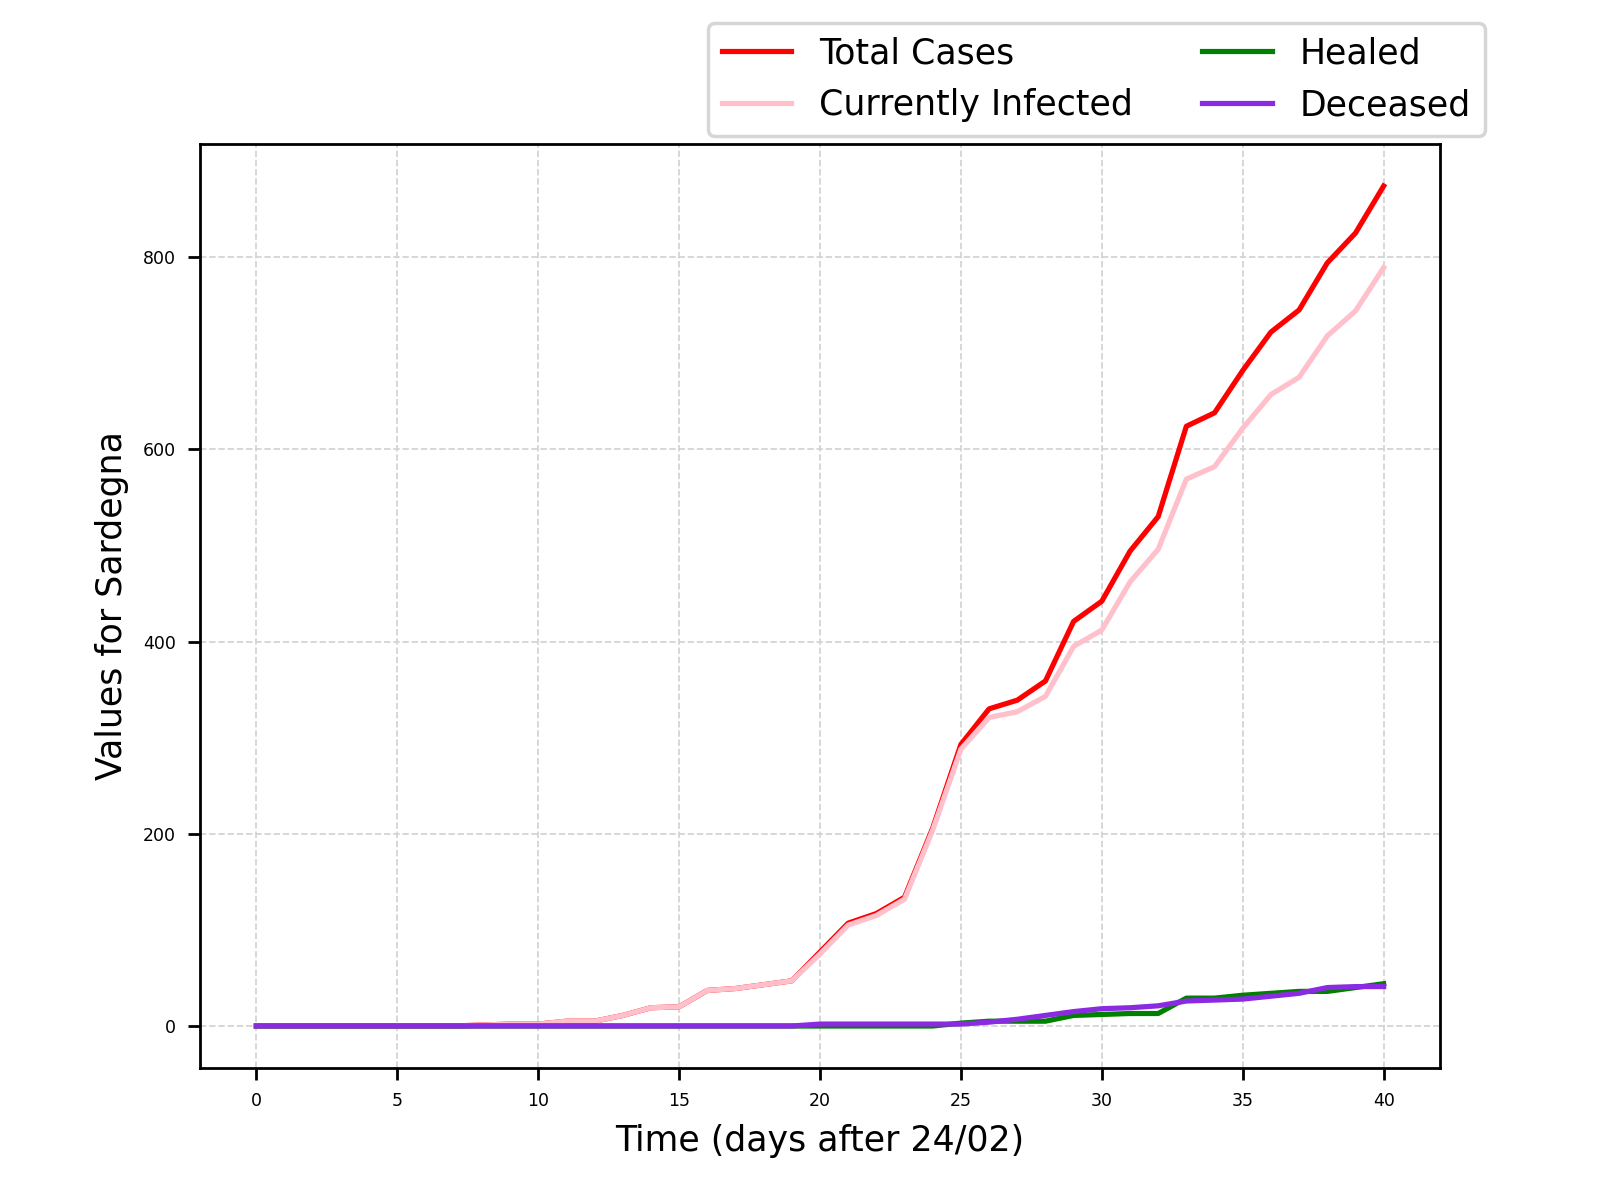 Total Cases
Currently Infected
Healed
Deceased
800
600
400
200
0
Values for Sardegna
0 5 10 15 20 25 30 35 40
Time (days after 24/02)